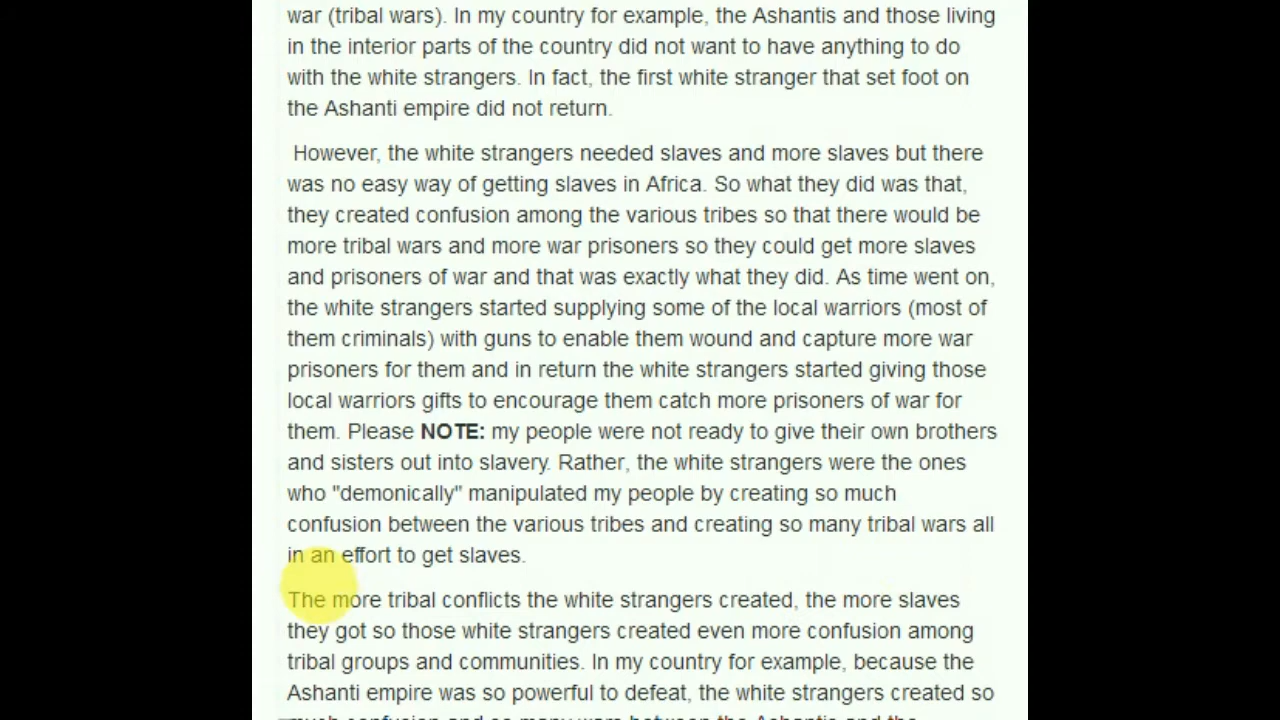 war (tribal wars). In my country for example, the Ashantis and those living
in the interior parts of the country did not want to have anything to do
with the white strangers. In fact, the first white stranger that set foot on
the Ashanti empire did not return.
However, the white strangers needed slaves and more slaves but there
was no easy way of getting slaves in Africa. So what they did was that,
they created confusion among the various tribes so that there would be
more tribal wars and more war prisoners so they could get more slaves
and prisoners of war and that was exactly what they did. As time went on,
the white strangers started supplying some of the local warriors (most of
them criminals) with guns to enable them wound and capture more war
prisoners for them and in return the white strangers started giving those
local warriors gifts to encourage them catch more prisoners of war for
them. Please NOTE: my people were not ready to give their own brothers
and sisters out into slavery. Rather, the white strangers were the ones
who "demonically" manipulated my people by creating so much
confusion between the various tribes and creating so many tribal wars all
in an effort to get slaves.
The more tribal conflicts the white strangers created, the more slaves
they got so those white strangers created even more confusion among
tribal groups and communities. In my country for example, because the
Ashanti empire was so powerful to defeat, the white strangers created so
much confusion and so many wars between the Ashantis and the